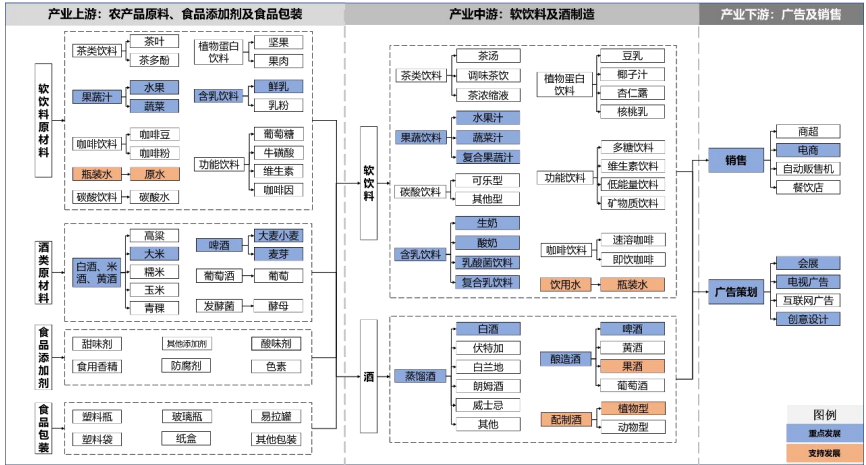 产业上游：农产品原料、食品添加剂及食品包装
产业中游：软饮料及酒制造
产业下游：广告及销售
软饮料原材料
茶类饮料
茶叶
茶多酚
果蔬汁
水果
蔬菜
咖啡饮料
咖啡豆
咖啡粉
瓶装水
原水
碳酸饮料
碳酸水
植物蛋白
饮料
坚果
果肉
含乳饮料
鲜乳
乳粉
功能饮料
葡萄糖
牛磺酸
维生素
咖啡因
酒类原材料
白酒、米
酒、黄酒
高粱
大米
糯米
玉米
青稞
啤酒
大麦小麦
麦芽
葡萄酒
葡萄
发酵菌
酵母
食品添加剂
甜味剂
其他添加剂
酸味剂
食用香精
防腐剂
色素
食品包装
塑料瓶
玻璃瓶
易拉罐
塑料袋
纸盒
其他包装
软饮料
茶类饮料
茶汤
调味茶饮
茶浓缩液
果蔬饮料
水果汁
蔬菜汁
复合果蔬汁
碳酸饮料
可乐型
其他型
含乳饮料
生奶
酸奶
乳酸菌饮料
复合乳饮料
植物蛋白
饮料
豆乳
椰子汁
杏仁露
核桃乳
功能饮料
多糖饮料
维生素饮料
低能量饮料
矿物质饮料
咖啡饮料
速溶咖啡
即饮咖啡
饮用水
瓶装水
酒
蒸馏酒
白酒
伏特加
白兰地
朗姆酒
威士忌
其他
酿造酒
啤酒
黄酒
果酒
葡萄酒
配制酒
植物型
动物型
销售
商超
电商
自动贩售机
餐饮店
广告策划
会展
电视广告
互联网广告
创意设计
图例
重点发展
支持发展